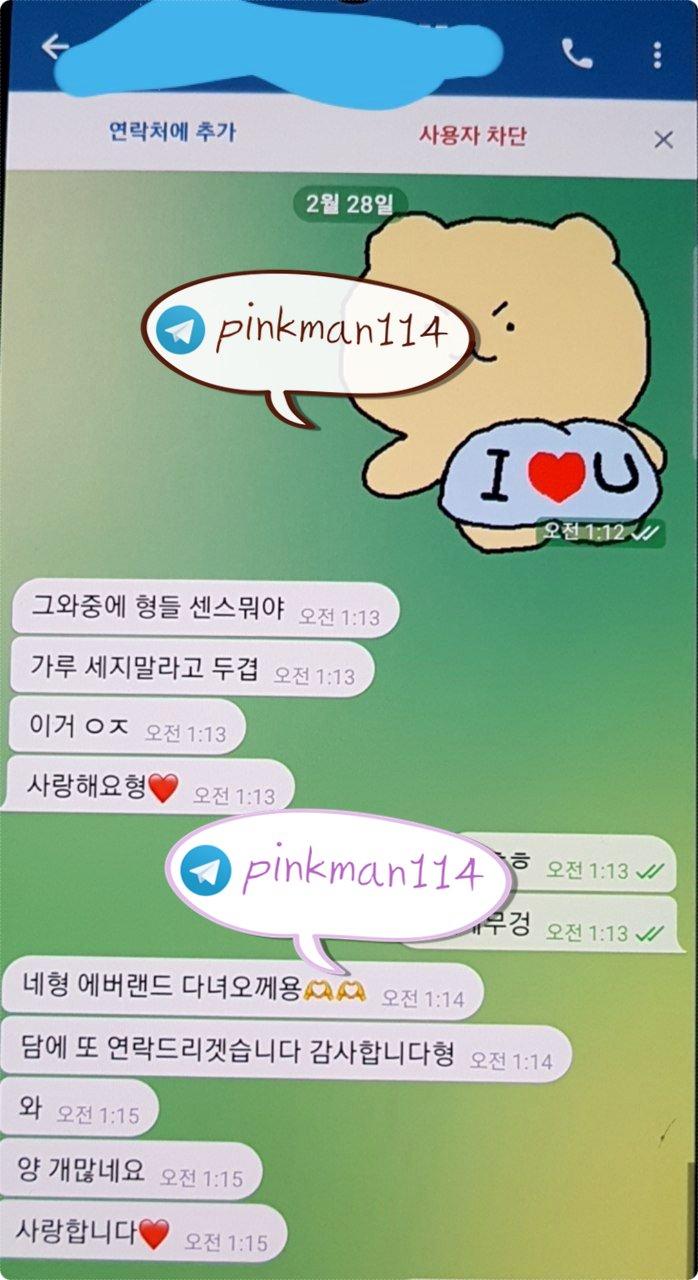 연락처에 추가
사용자 차단
2월 28일
pinkman114
I ❤ U
오전 1:12
그와중에 형들 센스뭐야 오전 1:13
가루 세지말라고 두겹 오전 1:13
이거 ㅇㅈ 오전 1:13
사랑해요형❤️ 오전 1:13
pinkman114
오전 1:13
오전 1:13
네형 에버랜드 다녀오께용🫶🫶 오전 1:14
담에 또 연락드리겟습니다 감사합니다형 오전 1:14
와 오전 1:15
양 개많네요 오전 1:15
사랑합니다❤️ 오전 1:15